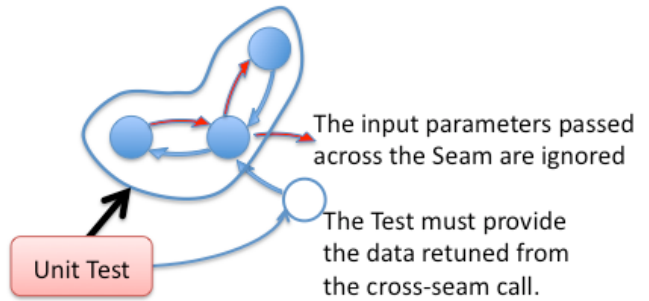 The input parameters passed
across the Seam are ignored
The Test must provide
the data retuned from
the cross-seam call.
Unit Test